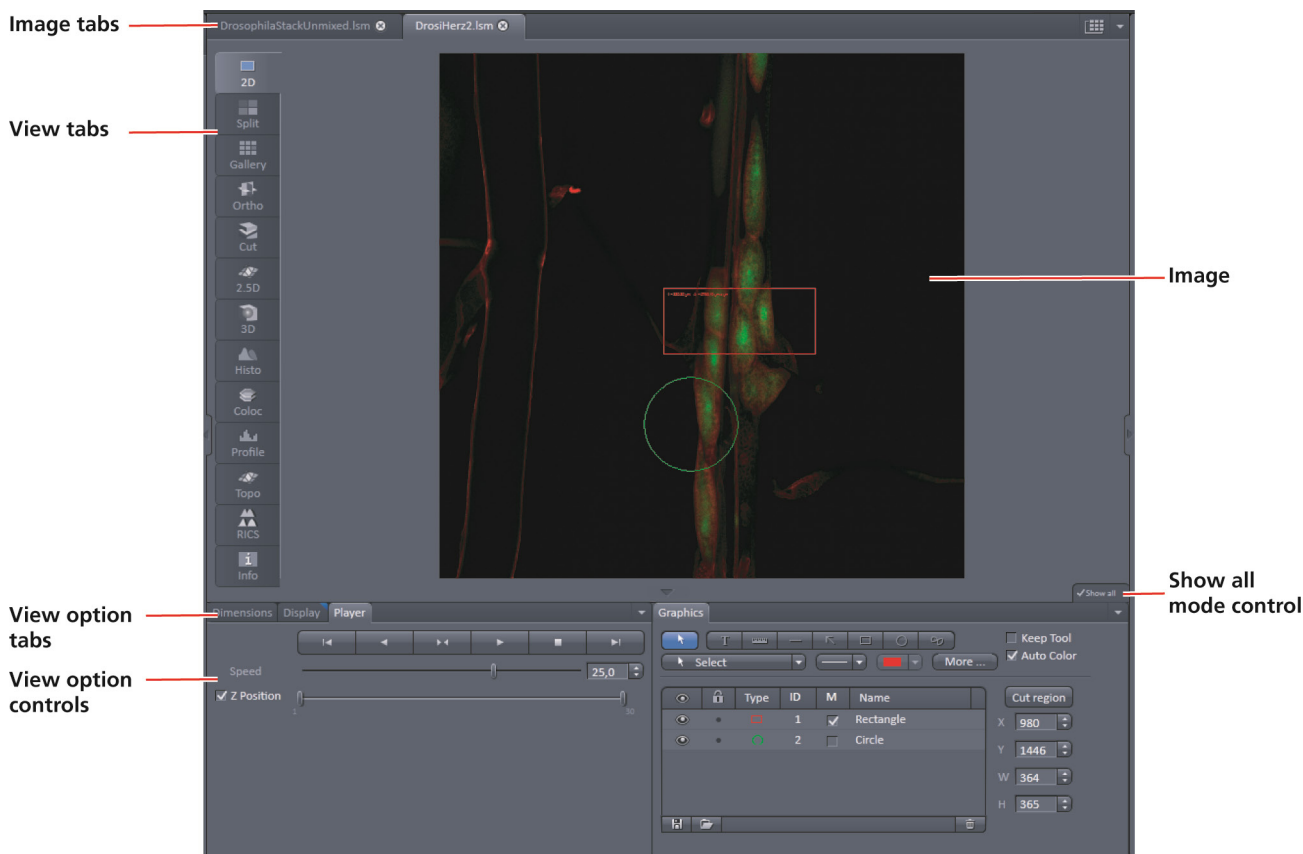 Image tabs
DrosophilaStackUnmixed.lsm
DrosiHerz2.lsm
2D
View tabs
Split
Gallery
Ortho
Cut
2.5D
3D
Histo
Coloc
Profile
Topo
RICS
Info
Image
Show all
Show all
mode control
View option
tabs
Dimensions Display Player
Graphics
T
Keep Tool
Auto Color
Select
More ...
View option
controls
Speed
25,0
Z Position
1
30
Type ID M Name
Cut region
1 Rectangle
2 Circle
X 980
Y 1446
W 364
H 365